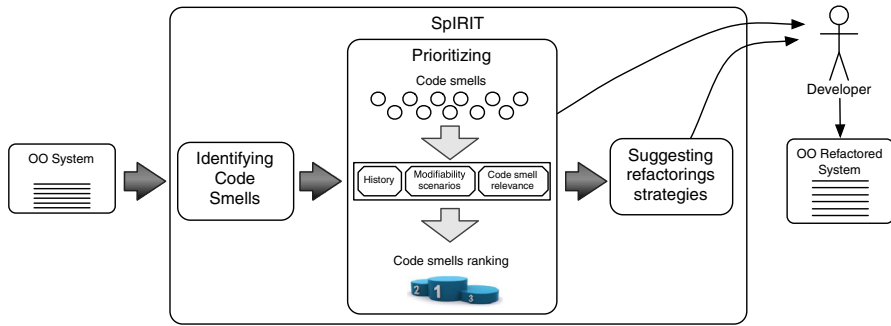 SpIRIT
Prioritizing
Code smells
OO System
Identifying
Code
Smells
History
Modifiability
scenarios
Code smell
relevance
Code smells ranking
2 1 3
Suggesting
refactorings
strategies
Developer
OO Refactored
System